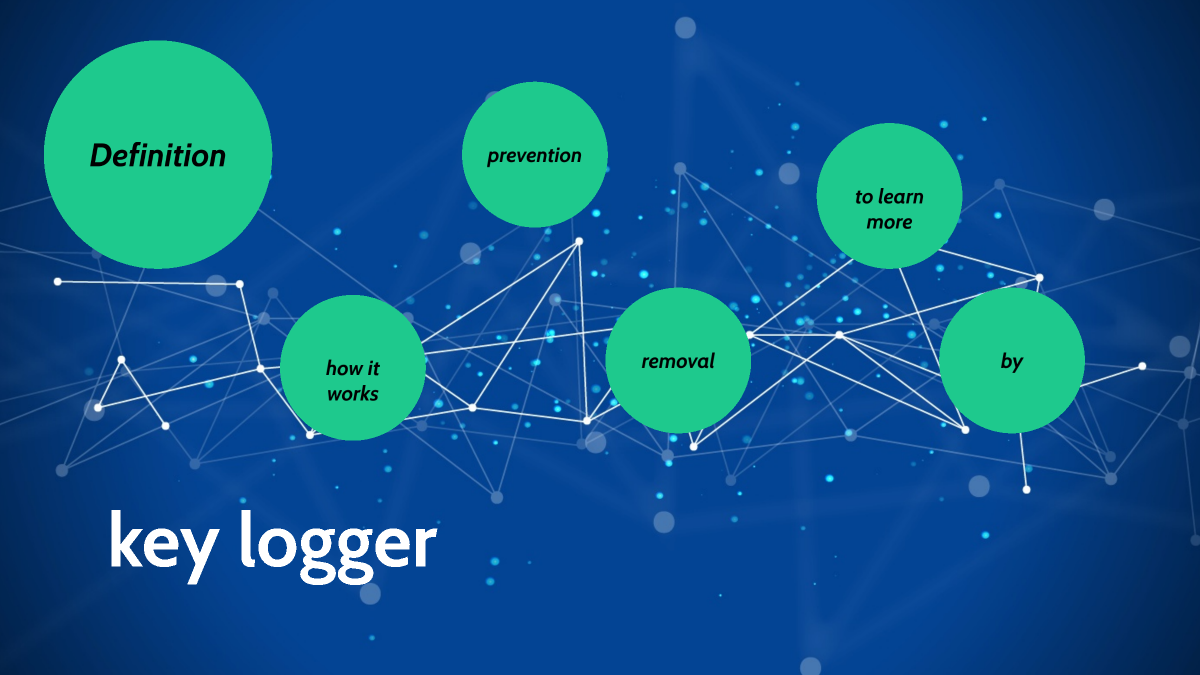 Definition
prevention
to learn
more
how it
works
removal
by
key logger